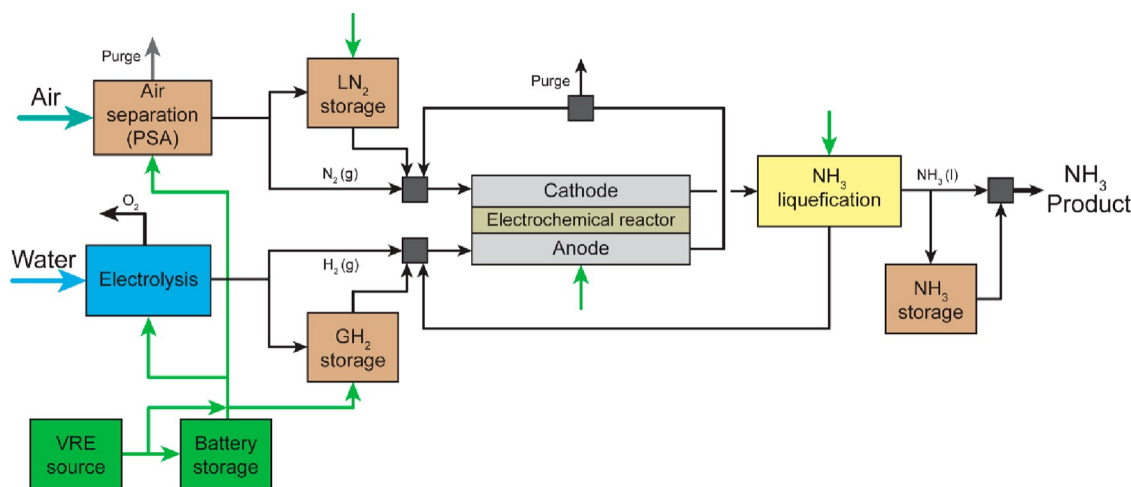 Purge
Air
Air
separation
(PSA)
LN₂
storage
Purge
N₂ (g)
Cathode
Electrochemical reactor
Anode
NH₃
liquefication
NH₃ (l)
NH₃
Product
O₂
Water
Electrolysis
H₂ (g)
GH₂
storage
NH₃
storage
VRE
source
Battery
storage